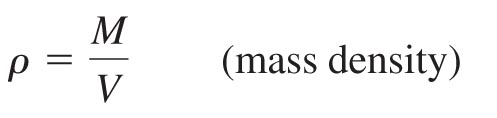 ρ = M/V (mass density)